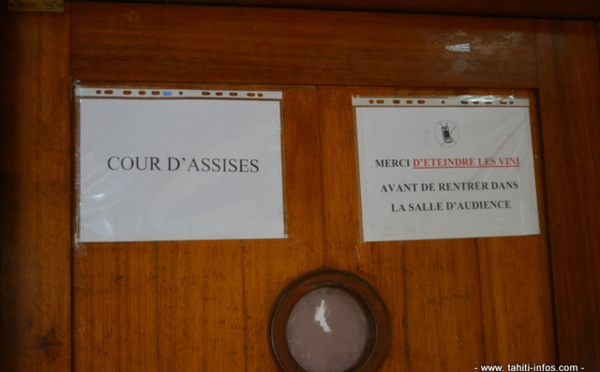 COUR D'ASSISES
MERCI D'ETEINDRE LES VINI
AVANT DE RENTRER DANS
LA SALLE D'AUDIENCE
- www. tahiti-infos.com -